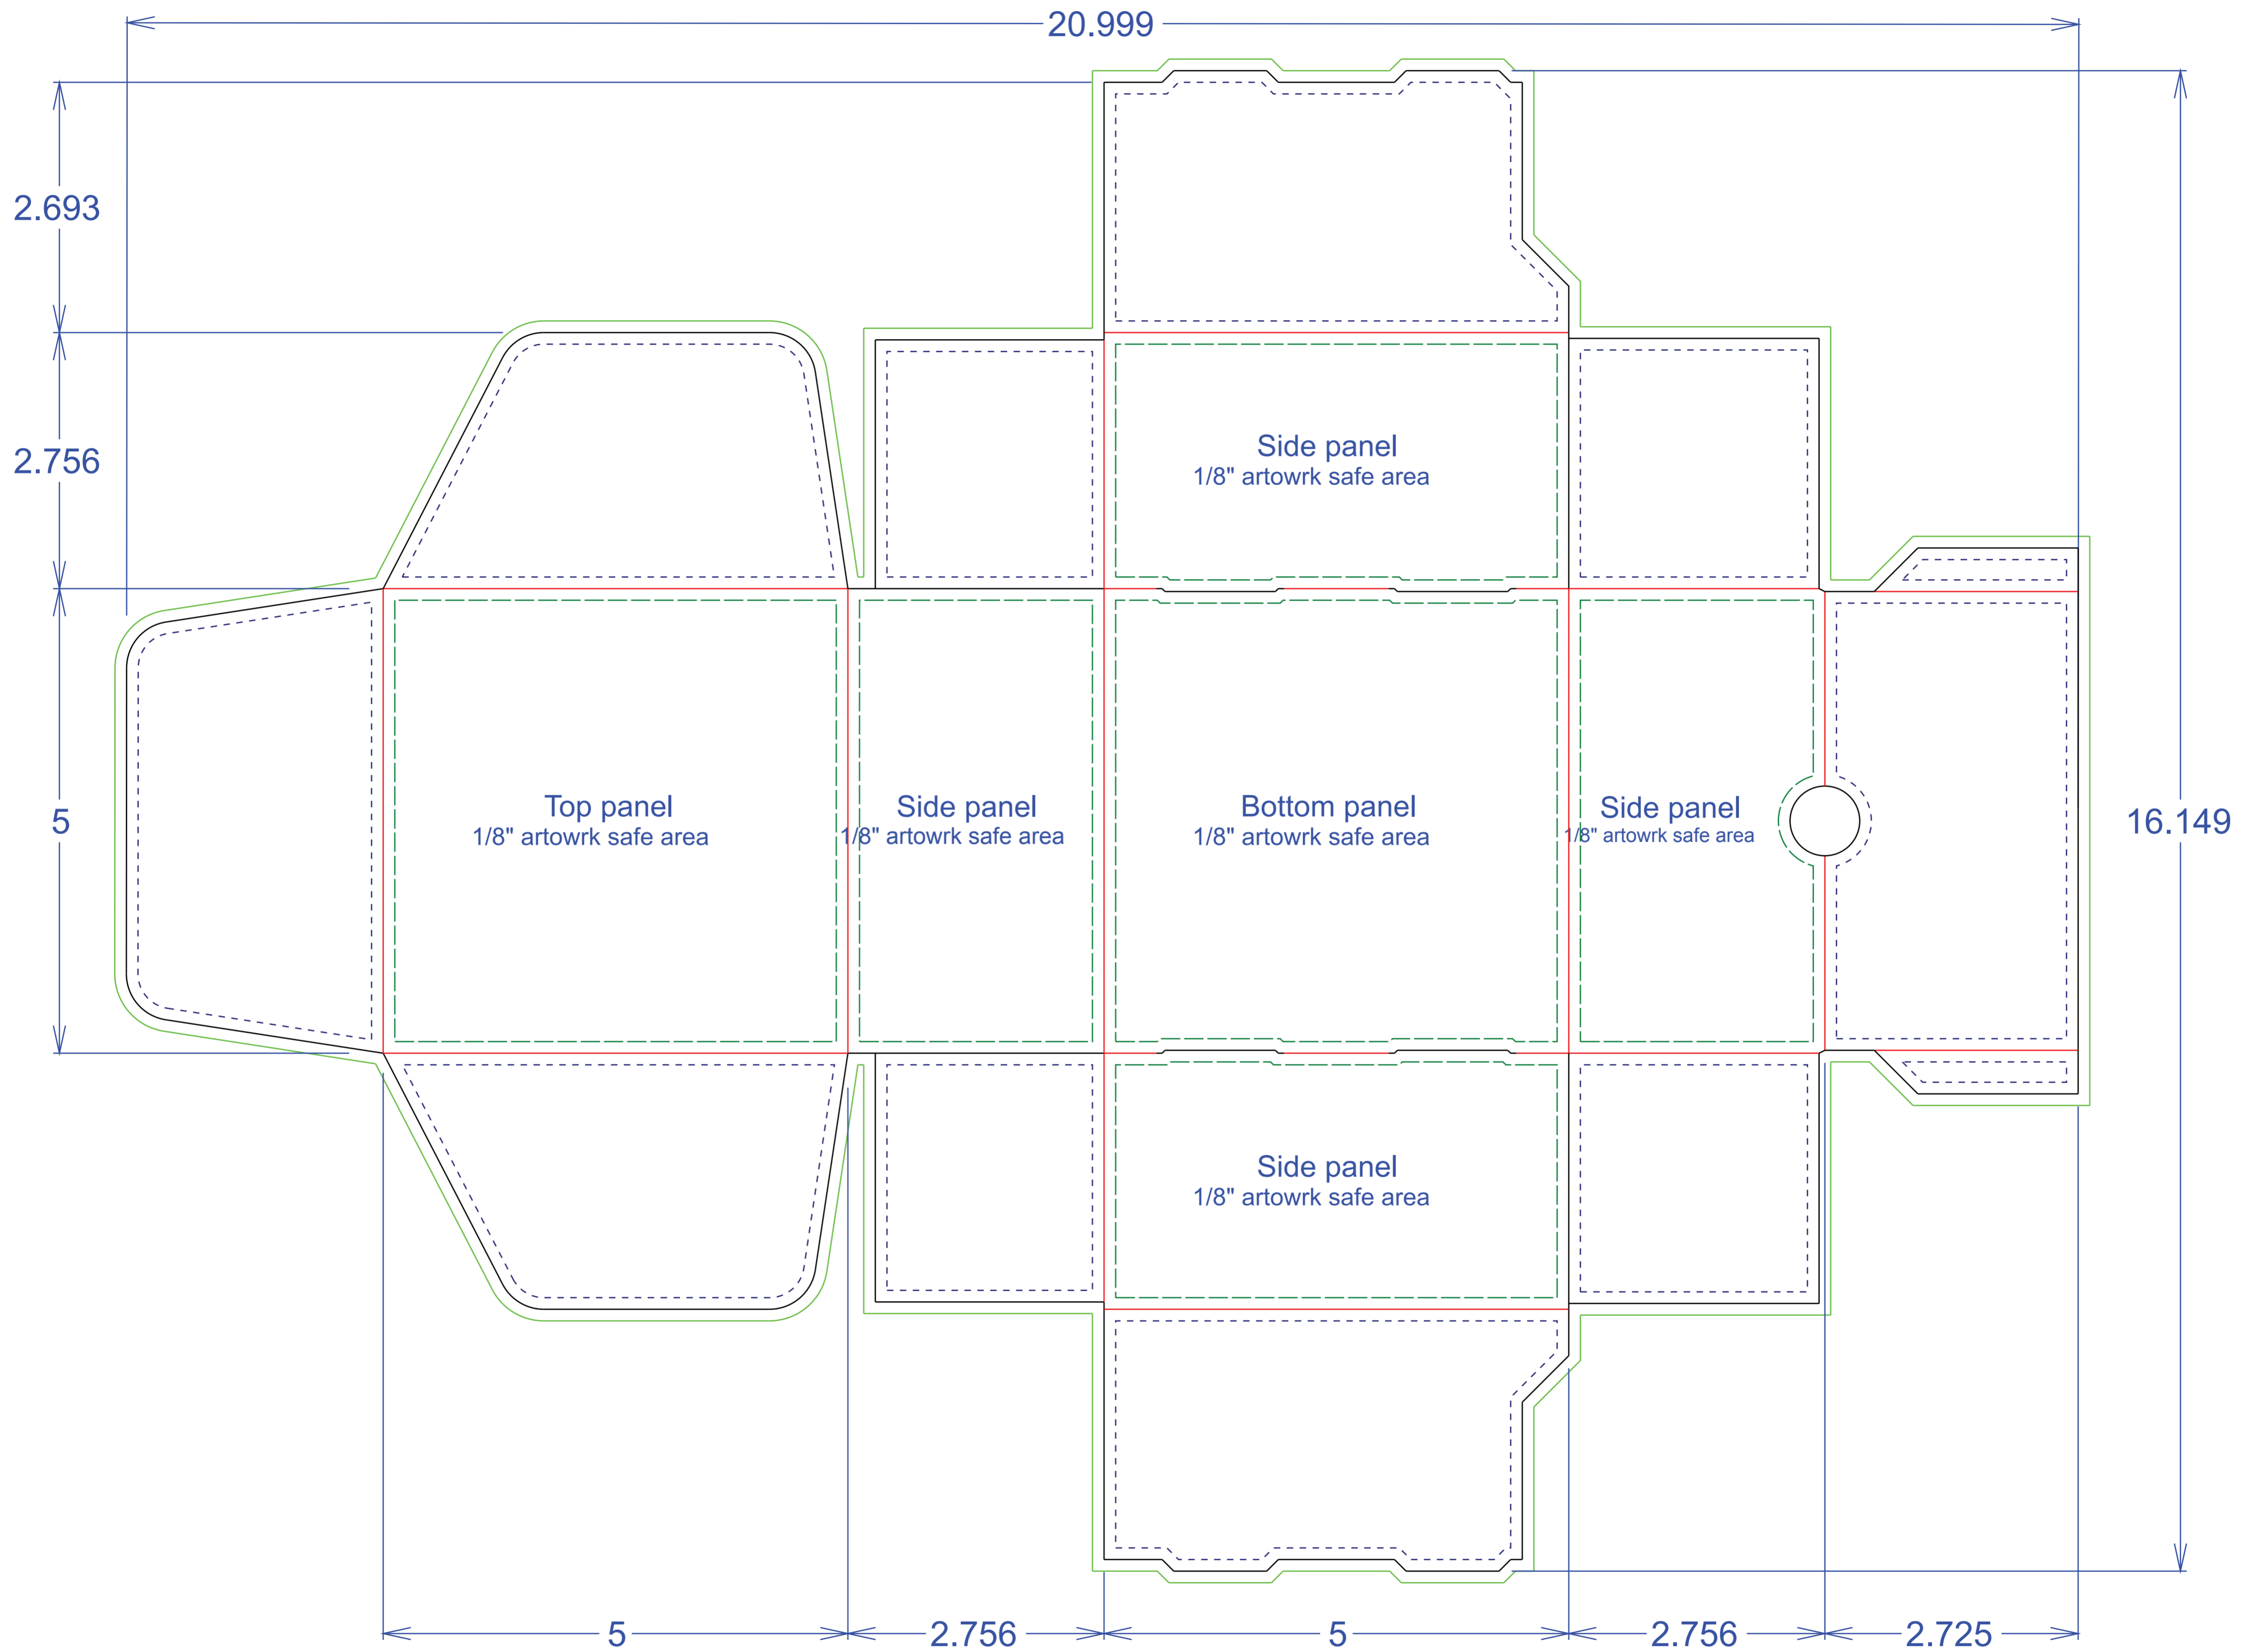 20.999
2.693
2.756
Side panel
1/8" artowrk safe area
5
Top panel
1/8" artowrk safe area
Side panel
1/8" artowrk safe area
Bottom panel
1/8" artowrk safe area
Side panel
1/8" artowrk safe area
16.149
Side panel
1/8" artowrk safe area
5
2.756
5
2.756
2.725